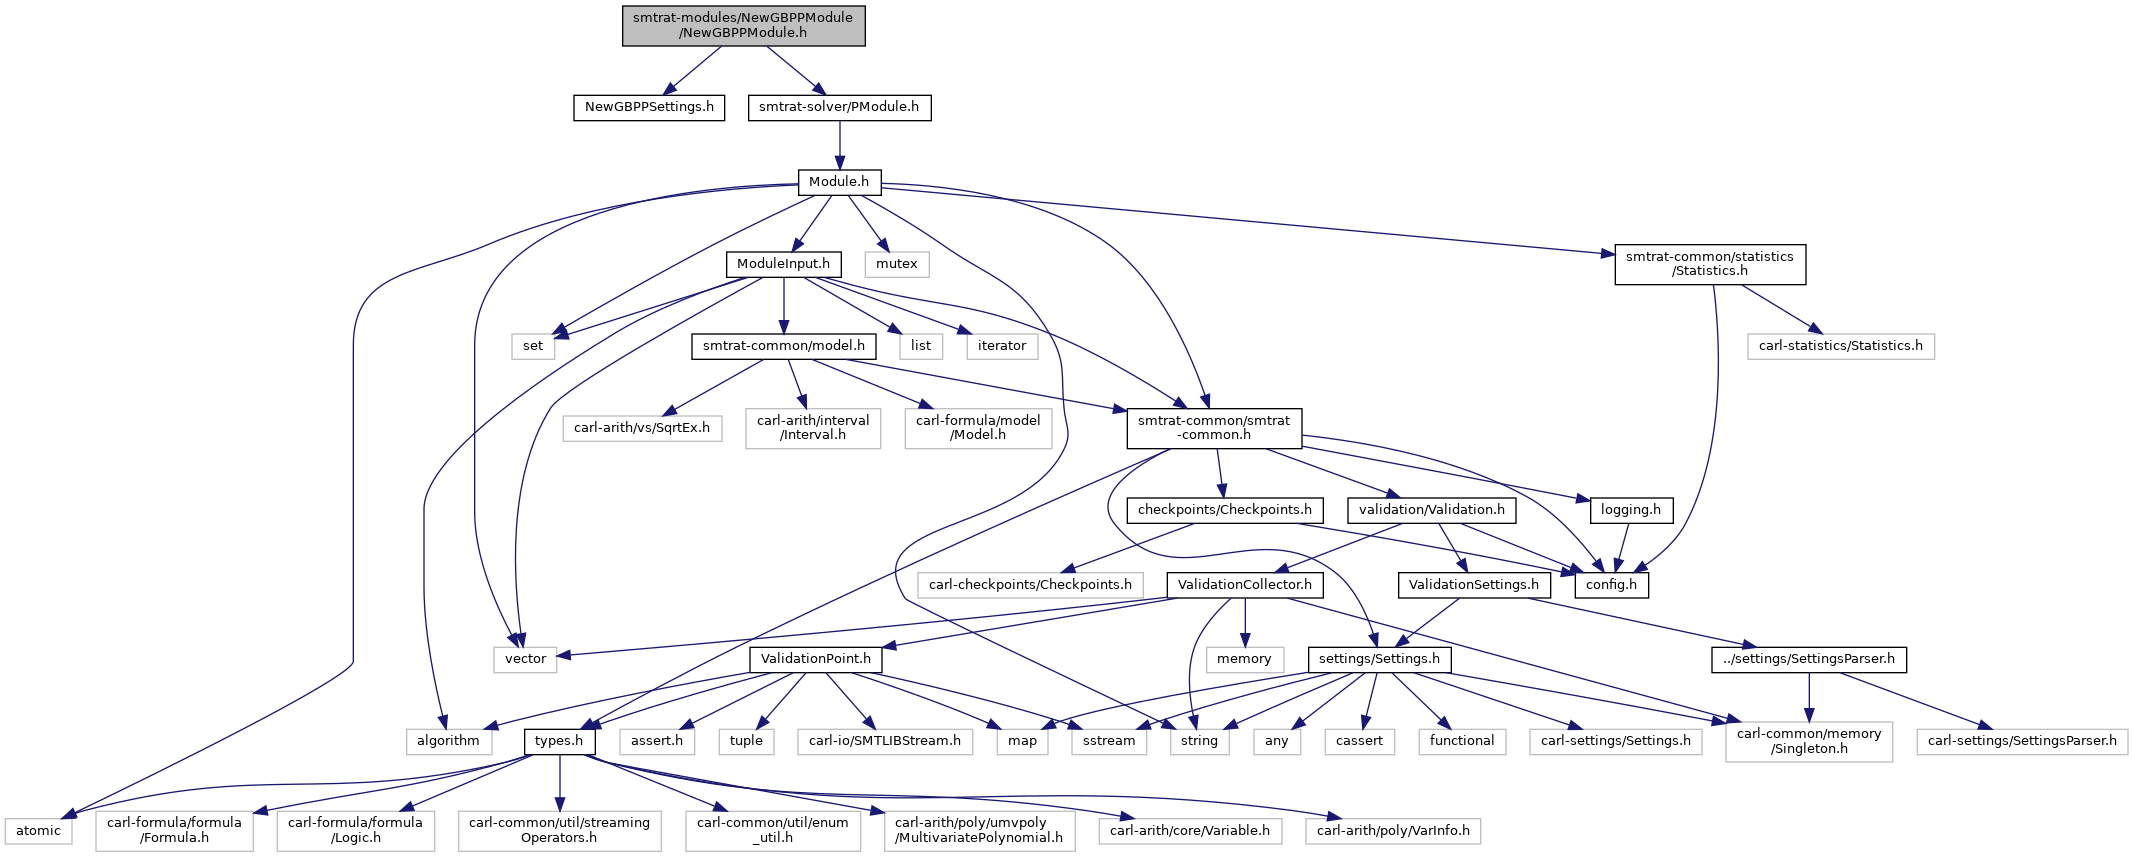 smtrat-modules/NewGBPPModule
/NewGBPPModule.h
NewGBPPSettings.h
smtrat-solver/PModule.h
Module.h
ModuleInput.h
mutex
smtrat-common/statistics
/Statistics.h
set
smtrat-common/model.h
list
iterator
carl-statistics/Statistics.h
carl-arith/vs/SqrtEx.h
carl-arith/interval
/Interval.h
carl-formula/model
/Model.h
smtrat-common/smtrat
-common.h
checkpoints/Checkpoints.h
validation/Validation.h
logging.h
carl-checkpoints/Checkpoints.h
ValidationCollector.h
ValidationSettings.h
config.h
vector
ValidationPoint.h
memory
settings/Settings.h
../settings/SettingsParser.h
algorithm
types.h
assert.h
tuple
carl-io/SMTLIBStream.h
map
sstream
string
any
cassert
functional
carl-settings/Settings.h
carl-common/memory
/Singleton.h
carl-settings/SettingsParser.h
atomic
carl-formula/formula
/Formula.h
carl-formula/formula
/Logic.h
carl-common/util/streaming
Operators.h
carl-common/util/enum
_util.h
carl-arith/poly/umvpoly
/MultivariatePolynomial.h
carl-arith/core/Variable.h
carl-arith/poly/VarInfo.h